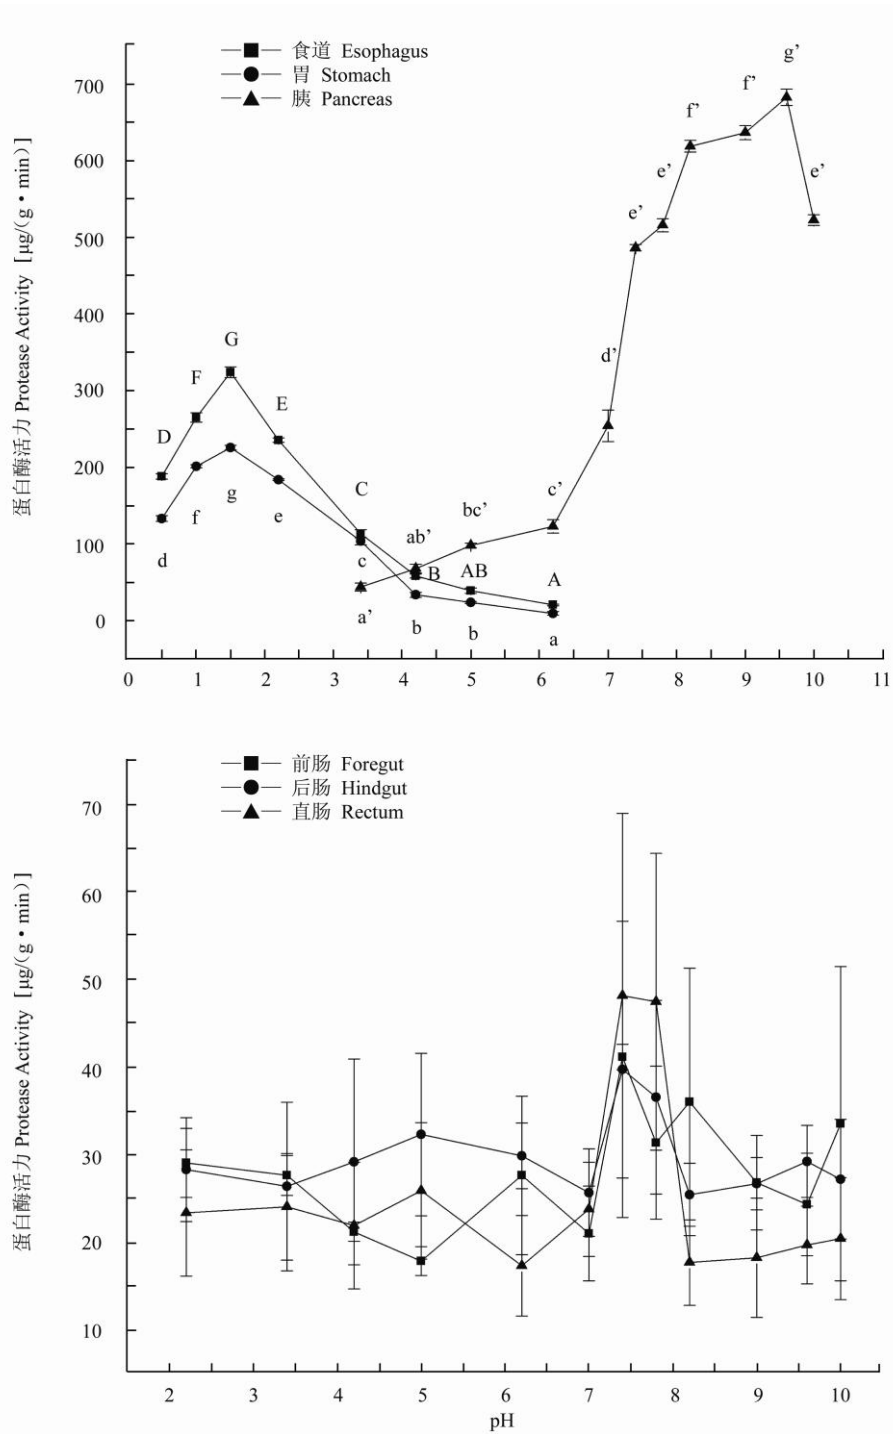 食道 Esophagus
胃 Stomach
胰 Pancreas
蛋白酶活力 Protease Activity [μg/(g·min)]
700
600
500
400
300
200
100
0
D
F
G
E
C
B
AB
A
d
f
g
e
c
b
b
a
a’
ab’
bc’
c’
d’
e’
e’
f’
f’
g’
e’
0 1 2 3 4 5 6 7 8 9 10 11
前肠 Foregut
后肠 Hindgut
直肠 Rectum
蛋白酶活力 Protease Activity [μg/(g·min)]
70
60
50
40
30
20
10
2 3 4 5 6 7 8 9 10
pH